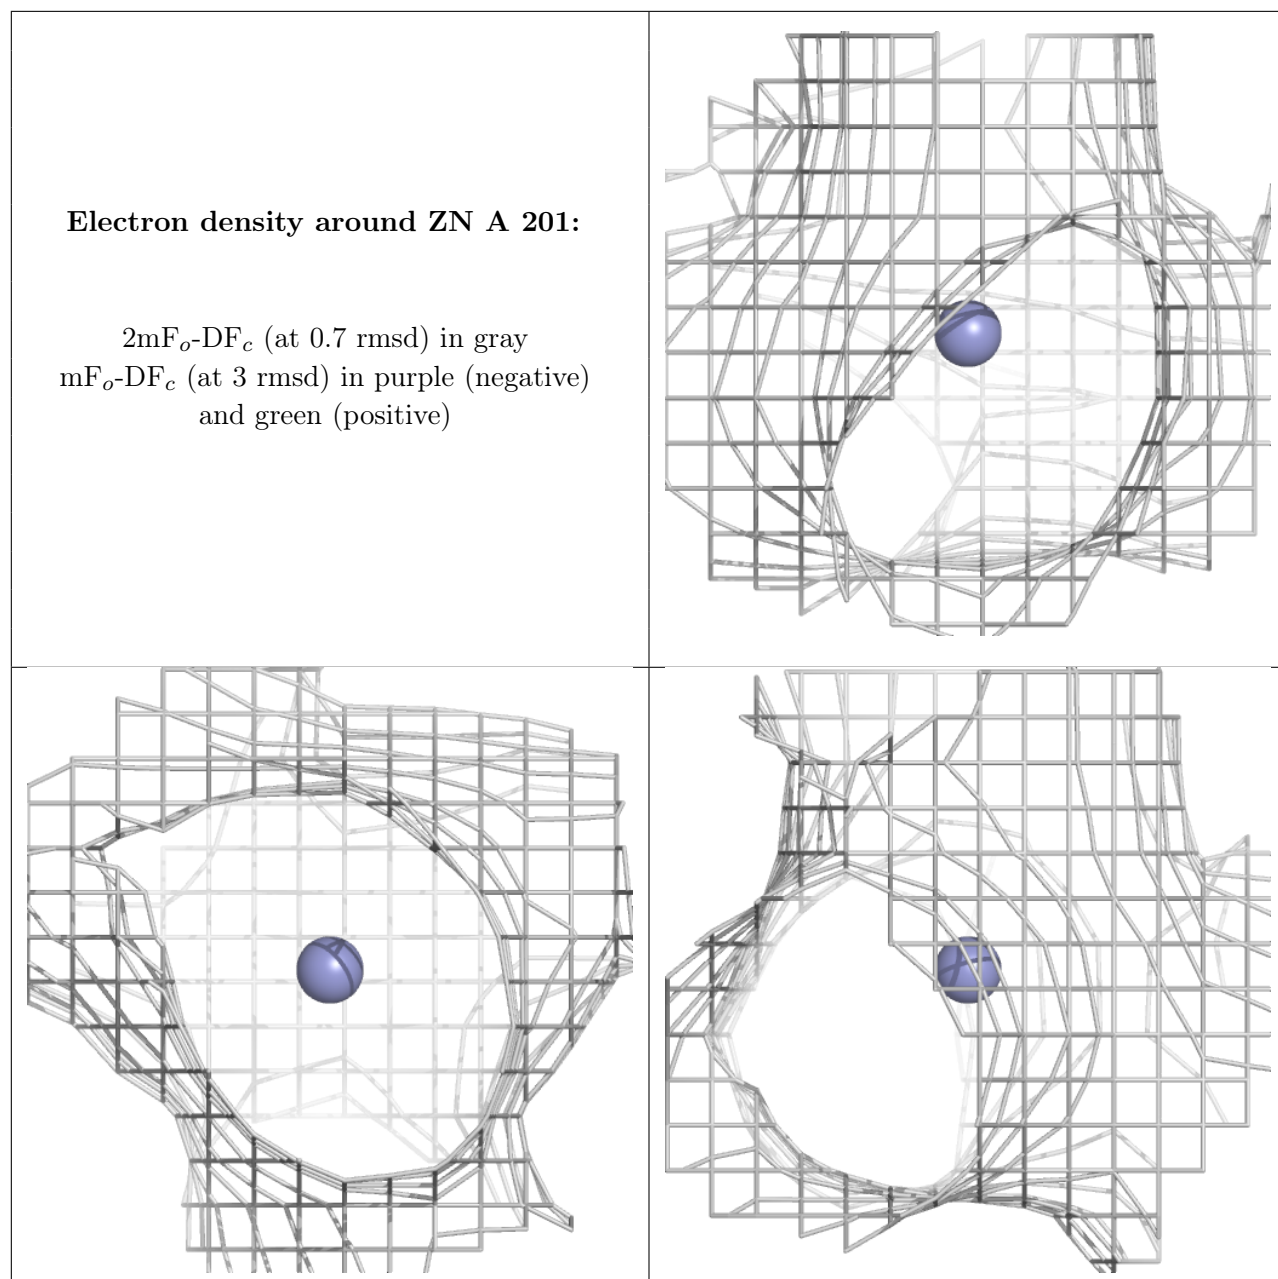 Electron density around ZN A 201:
2mFo-DFc (at 0.7 rmsd) in gray
mFo-DFc (at 3 rmsd) in purple (negative)
and green (positive)